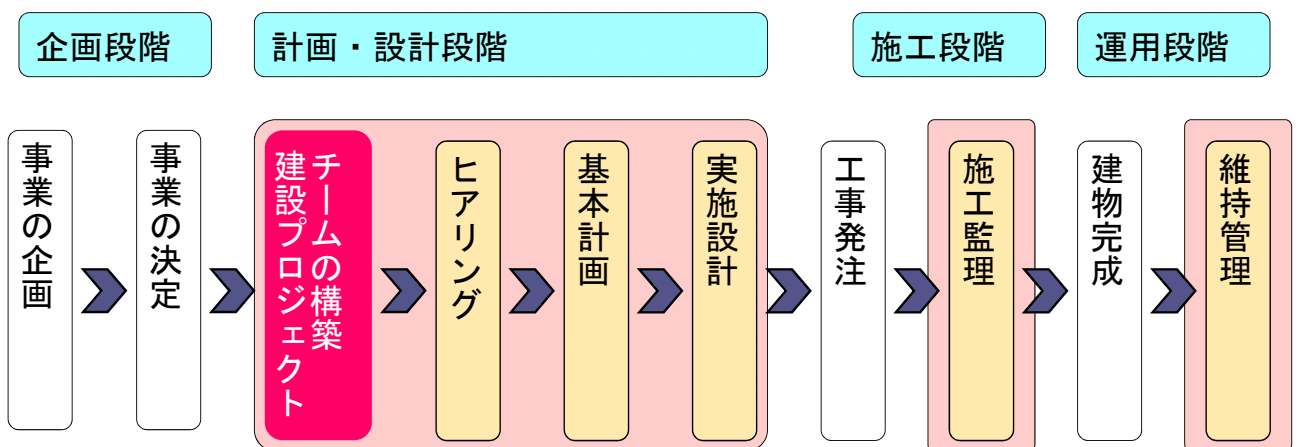 企画段階
計画・設計段階
施工段階
運用段階
事業の企画
事業の決定
建設プロジェクト
チームの構築
ヒアリング
基本計画
実施設計
工事発注
施工監理
建物完成
維持管理